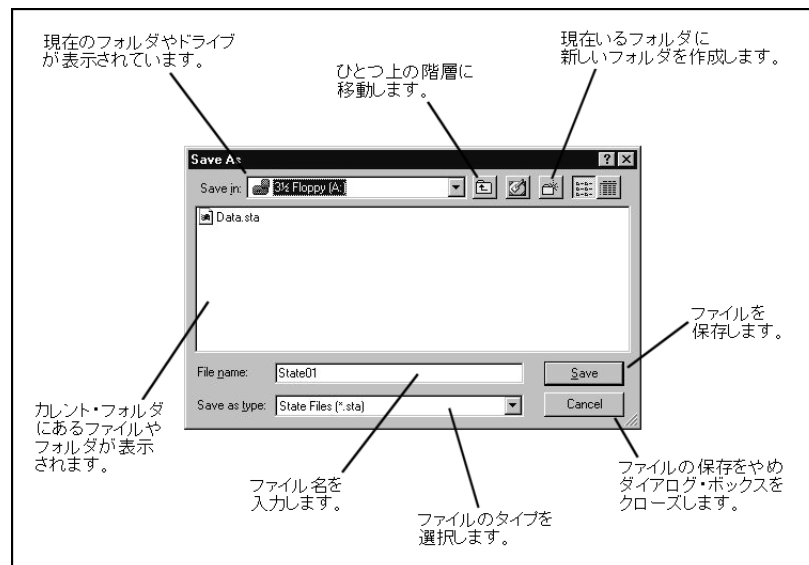 現在のフォルダやドライブ
が表示されています。
ひとつ上の階層に
移動します。
現在いるフォルダに
新しいフォルダを作成します。
Save As
Save in: 3½ Floppy (A:)
Data.sta
ファイルを
保存します。
File name: State01 Save
Save as type: State Files (*.sta) Cancel
カレント・フォルダ
にあるファイルや
フォルダが表示
されます。
ファイル名を
入力します。
ファイルのタイプを
選択します。
ファイルの保存をやめ
ダイアログ・ボックスを
クローズします。